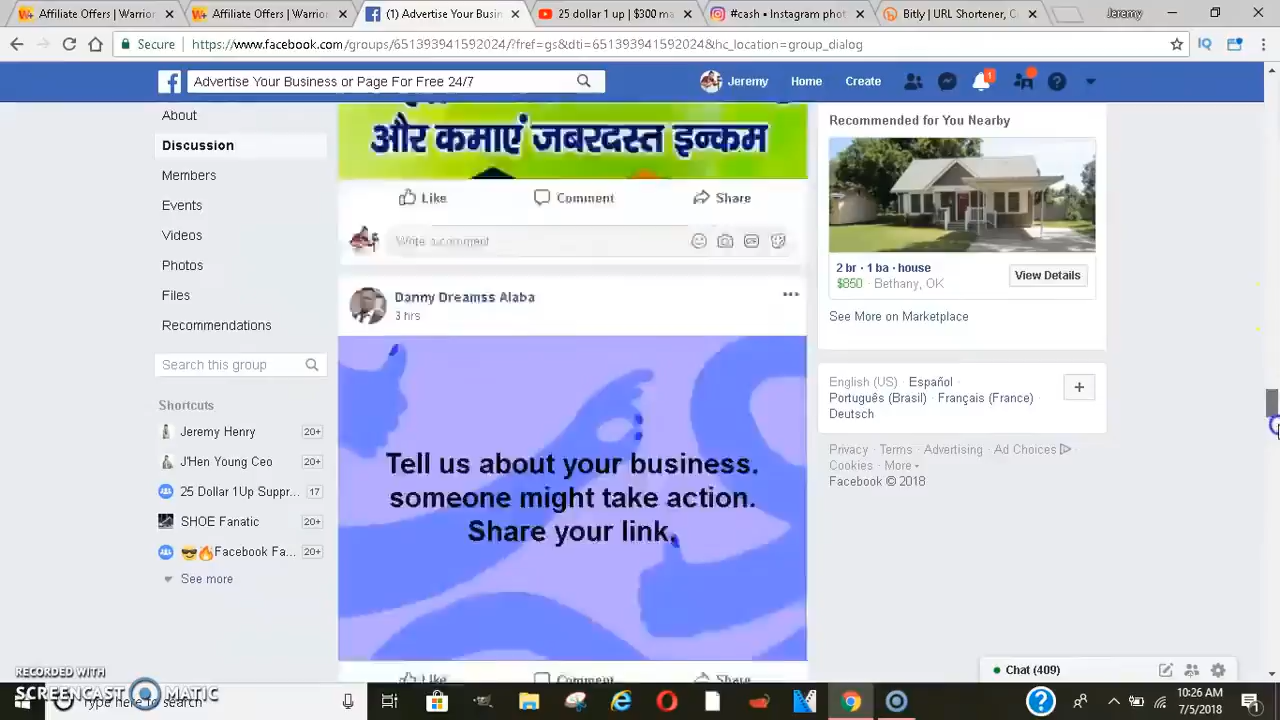 Affiliate Offers | Warrior
Affiliate Offers | Warrior
(1) Advertise Your Busin
25 dollar 1 up | $300 ma
#cash • Instagram phot
Bitly | URL Shortener, C
Jeremy
Secure
https://www.facebook.com/groups/651393941592024/?fref=gs&dti=651393941592024&hc_location=group_dialog
IQ
Advertise Your Business or Page For Free 24/7
Jeremy
Home
Create
1
About
Discussion
Members
Events
Videos
Photos
Files
Recommendations
Search this group
Shortcuts
Jeremy Henry 20+
J'Hen Young Ceo 20+
25 Dollar 1Up Suppr... 17
SHOE Fanatic 20+
😎🔥Facebook Fa... 20+
See more
और कमाएं जबरदस्त इन्कम
Like Comment Share
Write a comment
Danny Dreamss Alaba
3 hrs
Tell us about your business.
someone might take action.
Share your link.
Like Comment Share
Recommended for You Nearby
2 br · 1 ba · house
$850 · Bethany, OK
View Details
See More on Marketplace
English (US) · Español ·
Português (Brasil) · Français (France) ·
Deutsch
Privacy · Terms · Advertising · Ad Choices
Cookies · More
Facebook © 2018
Chat (409)
RECORDED WITH
SCREENCAST MATIC
Type here to search
10:26 AM
7/5/2018
1